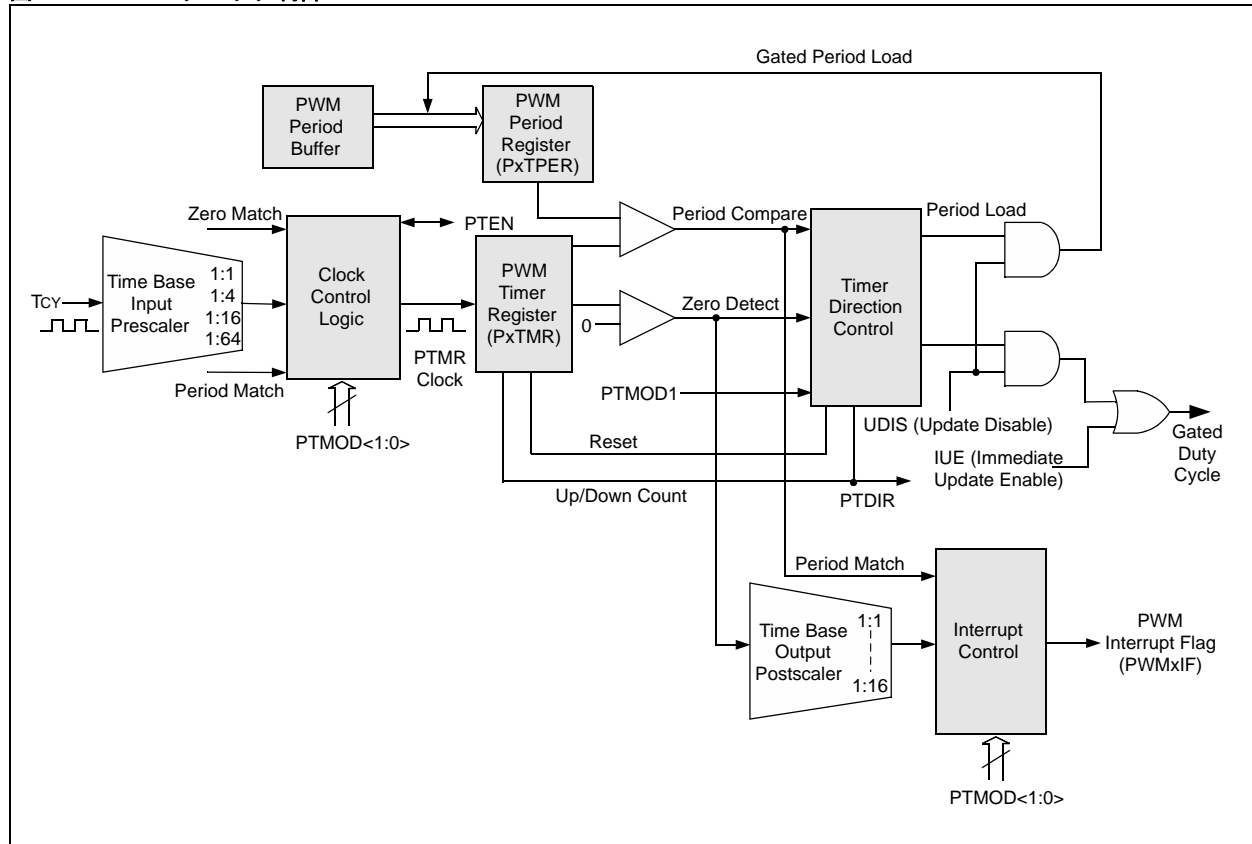 Gated Period Load
PWM
Period
Buffer
PWM
Period
Register
(PxTPER)
Zero Match
PTEN
Period Compare
Period Load
Time Base
Input
Prescaler
1:1
1:4
1:16
1:64
Clock
Control
Logic
PWM
Timer
Register
(PxTMR)
Timer
Direction
Control
TCY
Zero Detect
0
PTMR
Clock
Period Match
PTMOD1
PTMOD<1:0>
UDIS (Update Disable)
Gated
Duty
Cycle
Reset
IUE (Immediate
Update Enable)
Up/Down Count
PTDIR
Period Match
Time Base
Output
Postscaler
1:1
1:16
Interrupt
Control
PWM
Interrupt Flag
(PWMxIF)
PTMOD<1:0>